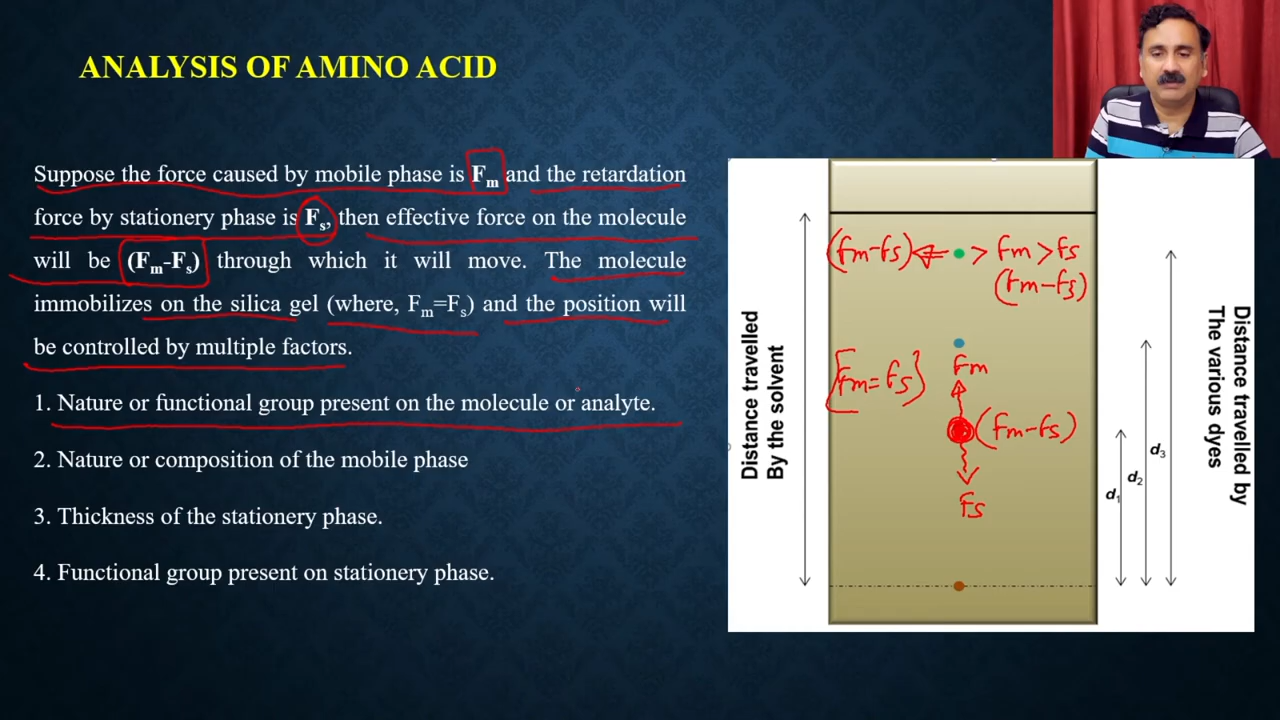 ANALYSIS OF AMINO ACID
Suppose the force caused by mobile phase is Fm and the retardation
force by stationery phase is Fs, then effective force on the molecule
will be (Fm-Fs) through which it will move. The molecule
immobilizes on the silica gel (where, Fm=Fs) and the position will
be controlled by multiple factors.
1. Nature or functional group present on the molecule or analyte.
2. Nature or composition of the mobile phase
3. Thickness of the stationery phase.
4. Functional group present on stationery phase.
Distance travelled
By the solvent
(Fm-Fs)
> Fm > Fs
(Fm-Fs)
[Fm=Fs]
Fm
(Fm-Fs)
Fs
d1
d2
d3
Distance travelled by
The various dyes